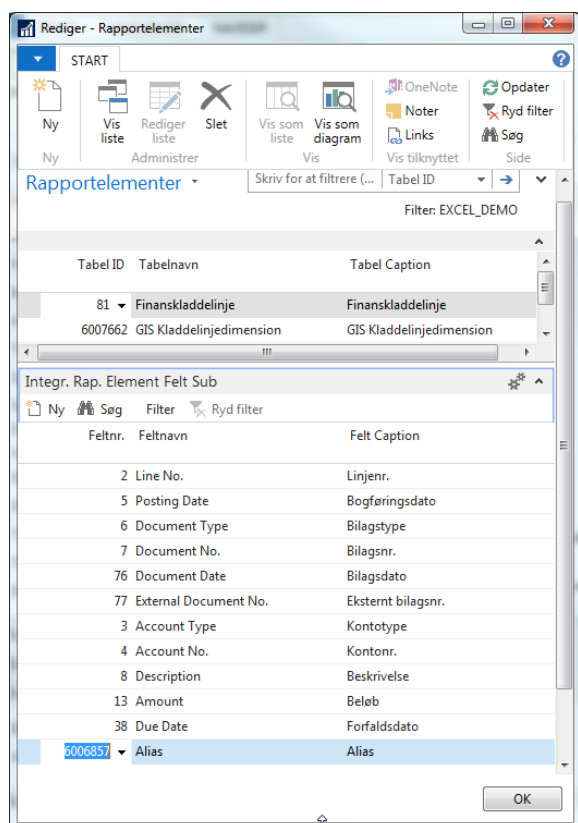 Rediger - Rapportelementer
START
Ny
Vis liste
Rediger liste
Slet
Vis som liste
Vis som diagram
OneNote
Noter
Links
Opdater
Ryd filter
Søg
Ny
Administrer
Vis
Vis tilknyttet
Side
Rapportelementer
Skriv for at filtrere (...
Tabel ID
Filter: EXCEL_DEMO
Tabel ID Tabelnavn Tabel Caption
81 Finanskladdelinje Finanskladdelinje
6007662 GIS Kladdelinjedimension GIS Kladdelinjedimension
Integr. Rap. Element Felt Sub
Ny Søg Filter Ryd filter
Feltnr. Feltnavn Felt Caption
2 Line No. Linjenr.
5 Posting Date Bogføringsdato
6 Document Type Bilagstype
7 Document No. Bilagsnr.
76 Document Date Bilagsdato
77 External Document No. Eksternt bilagsnr.
3 Account Type Kontotype
4 Account No. Kontonr.
8 Description Beskrivelse
13 Amount Beløb
38 Due Date Forfaldsdato
6006857 Alias Alias
OK